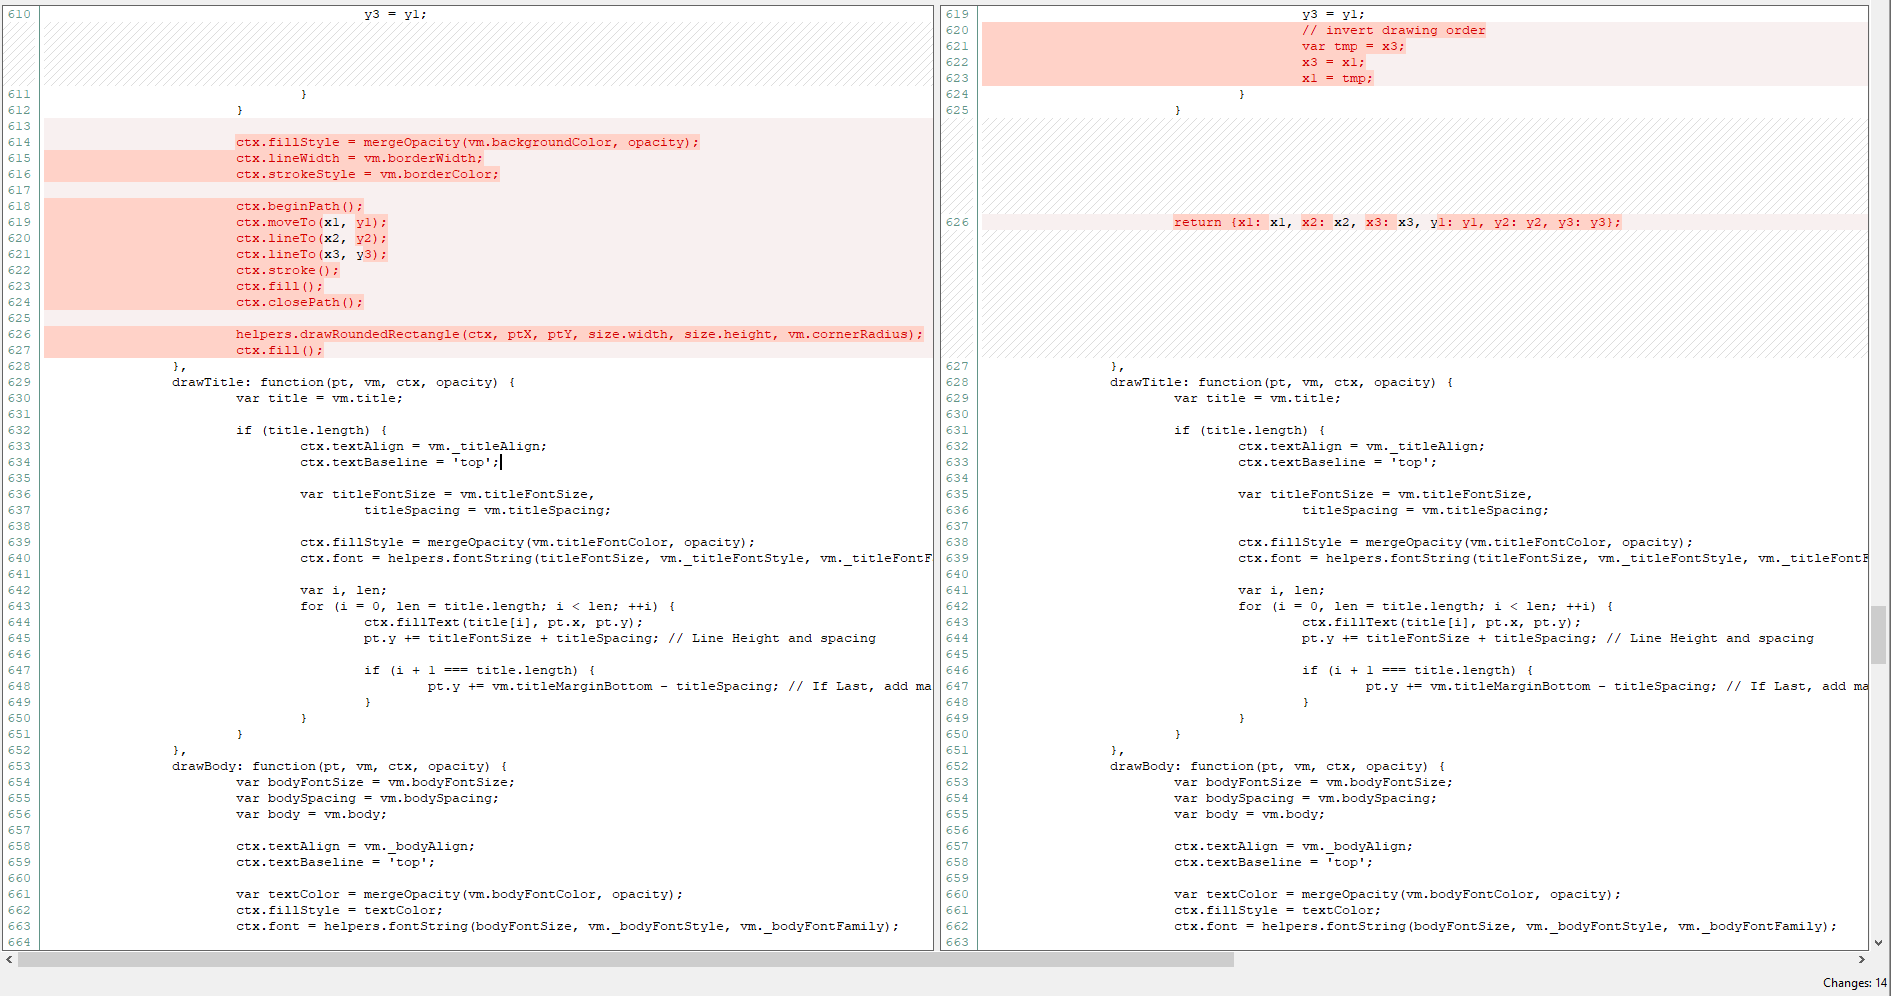 610 y3 = y1;
611 }
612 }
613
614 ctx.fillStyle = mergeOpacity(vm.backgroundColor, opacity);
615 ctx.lineWidth = vm.borderWidth;
616 ctx.strokeStyle = vm.borderColor;
617
618 ctx.beginPath();
619 ctx.moveTo(x1, y1);
620 ctx.lineTo(x2, y2);
621 ctx.lineTo(x3, y3);
622 ctx.stroke();
623 ctx.fill();
624 ctx.closePath();
625
626 helpers.drawRoundedRectangle(ctx, ptX, ptY, size.width, size.height, vm.cornerRadius);
627 ctx.fill();
628 },
629 drawTitle: function(pt, vm, ctx, opacity) {
630 var title = vm.title;
631
632 if (title.length) {
633 ctx.textAlign = vm._titleAlign;
634 ctx.textBaseline = 'top';
635
636 var titleFontSize = vm.titleFontSize,
637 titleSpacing = vm.titleSpacing;
638
639 ctx.fillStyle = mergeOpacity(vm.titleFontColor, opacity);
640 ctx.font = helpers.fontString(titleFontSize, vm._titleFontStyle, vm._titleFontF
641
642 var i, len;
643 for (i = 0, len = title.length; i < len; ++i) {
644 ctx.fillText(title[i], pt.x, pt.y);
645 pt.y += titleFontSize + titleSpacing; // Line Height and spacing
646
647 if (i + 1 === title.length) {
648 pt.y += vm.titleMarginBottom - titleSpacing; // If Last, add ma
649 }
650 }
651 }
652 },
653 drawBody: function(pt, vm, ctx, opacity) {
654 var bodyFontSize = vm.bodyFontSize;
655 var bodySpacing = vm.bodySpacing;
656 var body = vm.body;
657
658 ctx.textAlign = vm._bodyAlign;
659 ctx.textBaseline = 'top';
660
661 var textColor = mergeOpacity(vm.bodyFontColor, opacity);
662 ctx.fillStyle = textColor;
663 ctx.font = helpers.fontString(bodyFontSize, vm._bodyFontStyle, vm._bodyFontFamily);
664
619 y3 = y1;
620 // invert drawing order
621 var tmp = x3;
622 x3 = x1;
623 x1 = tmp;
624 }
625 }
626 return {x1: x1, x2: x2, x3: x3, y1: y1, y2: y2, y3: y3};
627 },
628 drawTitle: function(pt, vm, ctx, opacity) {
629 var title = vm.title;
630
631 if (title.length) {
632 ctx.textAlign = vm._titleAlign;
633 ctx.textBaseline = 'top';
634
635 var titleFontSize = vm.titleFontSize,
636 titleSpacing = vm.titleSpacing;
637
638 ctx.fillStyle = mergeOpacity(vm.titleFontColor, opacity);
639 ctx.font = helpers.fontString(titleFontSize, vm._titleFontStyle, vm._titleFontF
640
641 var i, len;
642 for (i = 0, len = title.length; i < len; ++i) {
643 ctx.fillText(title[i], pt.x, pt.y);
644 pt.y += titleFontSize + titleSpacing; // Line Height and spacing
645
646 if (i + 1 === title.length) {
647 pt.y += vm.titleMarginBottom - titleSpacing; // If Last, add ma
648 }
649 }
650 }
651 },
652 drawBody: function(pt, vm, ctx, opacity) {
653 var bodyFontSize = vm.bodyFontSize;
654 var bodySpacing = vm.bodySpacing;
655 var body = vm.body;
656
657 ctx.textAlign = vm._bodyAlign;
658 ctx.textBaseline = 'top';
659
660 var textColor = mergeOpacity(vm.bodyFontColor, opacity);
661 ctx.fillStyle = textColor;
662 ctx.font = helpers.fontString(bodyFontSize, vm._bodyFontStyle, vm._bodyFontFamily);
663
Changes: 14